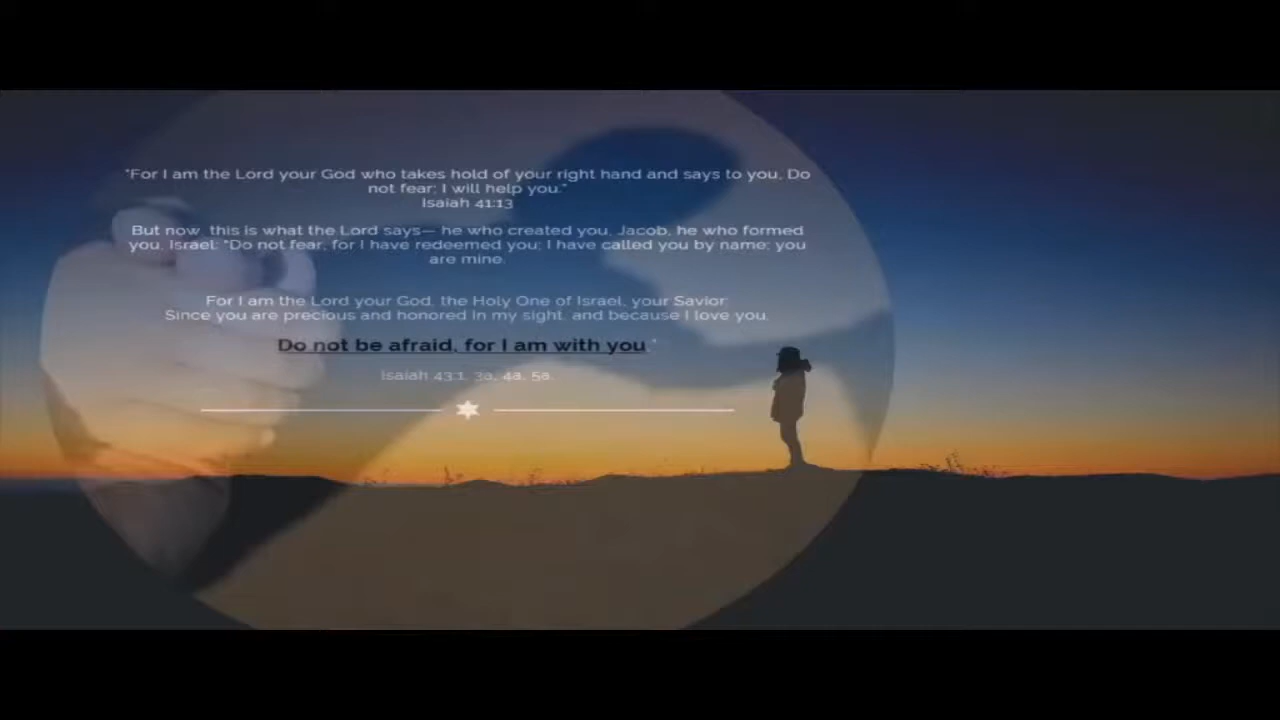 "For I am the Lord your God who takes hold of your right hand and says to you, Do
not fear; I will help you."
Isaiah 41:13
But now, this is what the Lord says— he who created you, Jacob, he who formed
you, Israel: "Do not fear, for I have redeemed you; I have called you by name; you
are mine.
For I am the Lord your God, the Holy One of Israel, your Savior;
Since you are precious and honored in my sight, and because I love you,
Do not be afraid, for I am with you."
Isaiah 43:1, 3a, 4a, 5a.